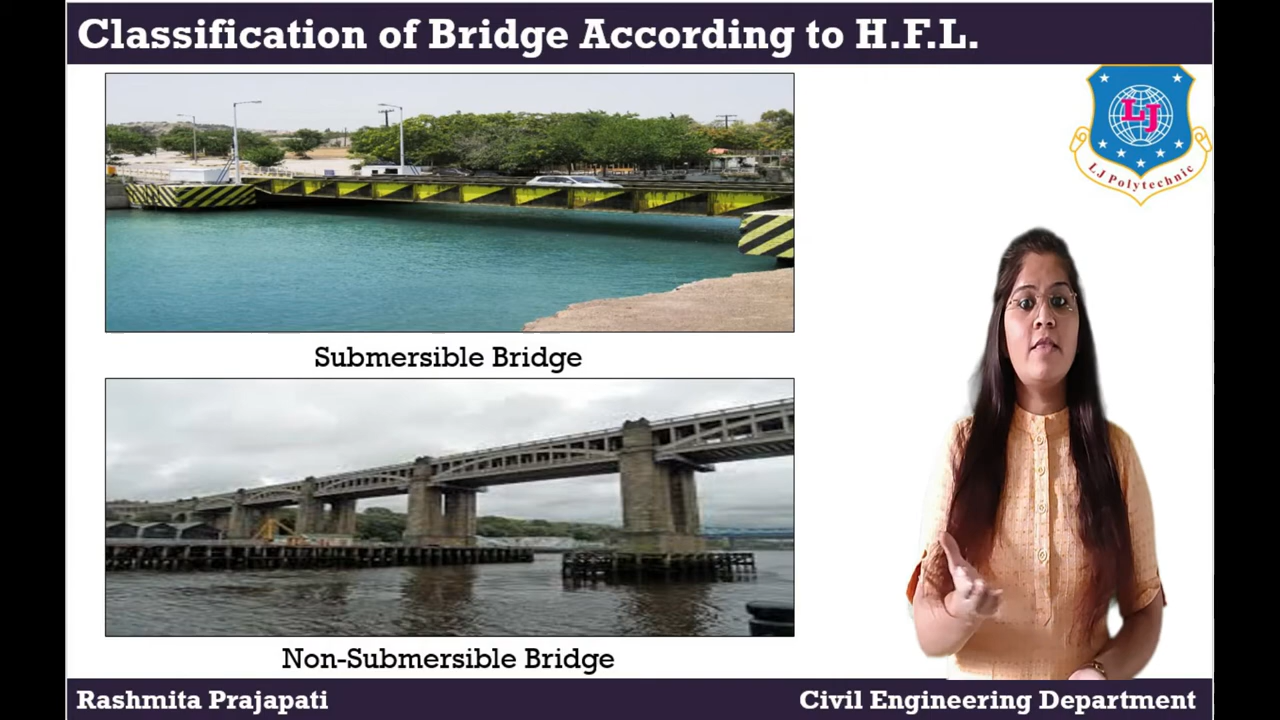 Classification of Bridge According to H.F.L.
LJ
LJ Polytechnic
Submersible Bridge
Non-Submersible Bridge
Rashmita Prajapati
Civil Engineering Department